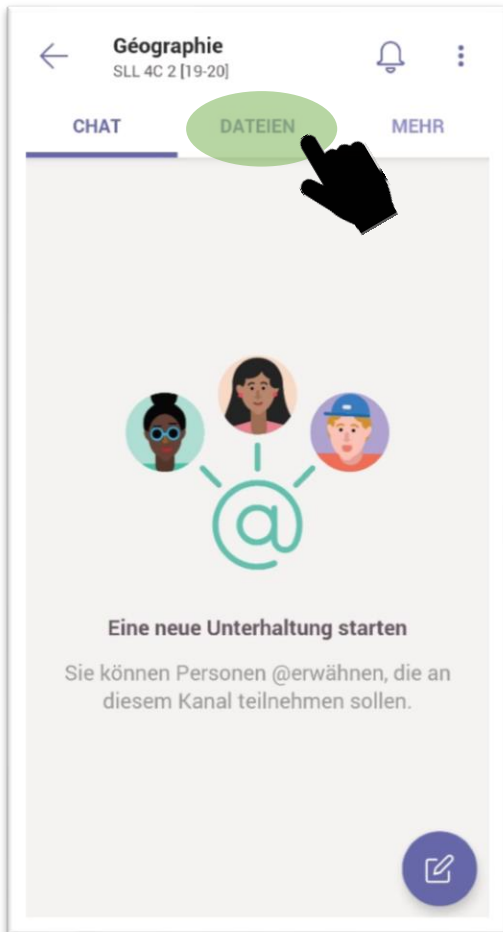 Géographie
SLL 4C 2 [19-20]
CHAT DATEIEN MEHR
@
Eine neue Unterhaltung starten
Sie können Personen @erwähnen, die an
diesem Kanal teilnehmen sollen.